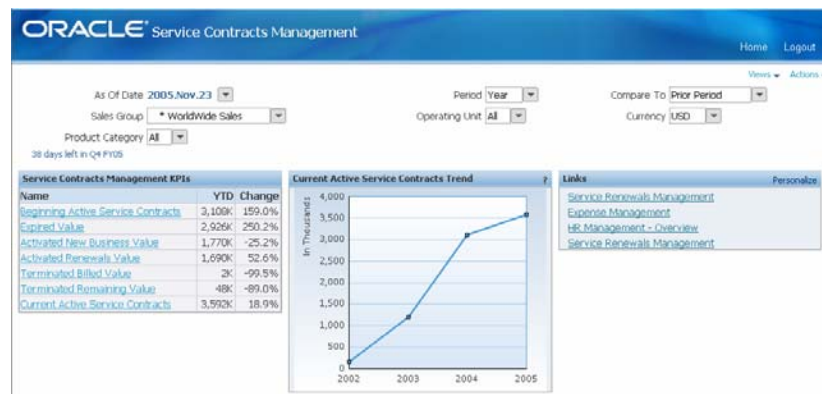 ORACLE® Service Contracts Management
Home Logout
Views Actions
As Of Date 2005.Nov.23 Period Year Compare To Prior Period
Sales Group * WorldWide Sales Operating Unit All Currency USD
Product Category All
38 days left in Q4 FY05
Service Contracts Management KPIs
Name YTD Change
Beginning Active Service Contracts 3,108K 159.0%
Expired Value 2,926K 250.2%
Activated New Business Value 1,770K -25.2%
Activated Renewals Value 1,690K 52.6%
Terminated Billed Value 2K -99.5%
Terminated Remaining Value 48K -89.0%
Current Active Service Contracts 3,592K 18.9%
Current Active Service Contracts Trend ?
In Thousands
4,000
3,500
3,000
2,500
2,000
1,500
1,000
500
0
2002 2003 2004 2005
Links Personalize
Service Renewals Management
Expense Management
HR Management - Overview
Service Renewals Management